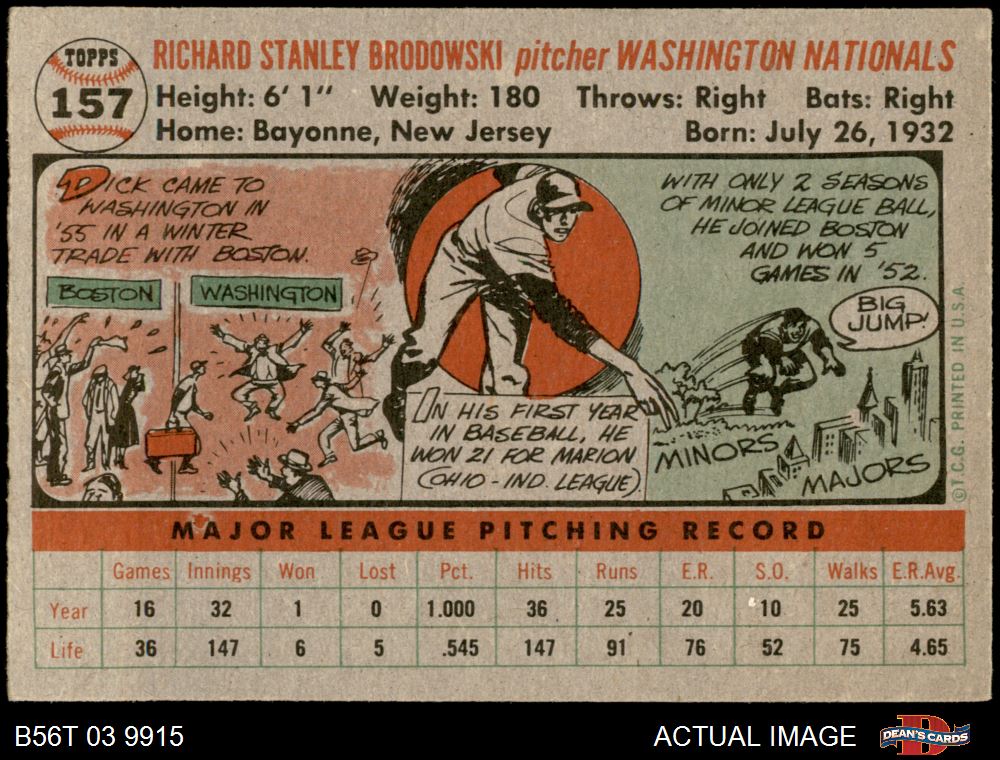 TOPPS
157
RICHARD STANLEY BRODOWSKI pitcher WASHINGTON NATIONALS
Height: 6' 1" Weight: 180 Throws: Right Bats: Right
Home: Bayonne, New Jersey Born: July 26, 1932
DICK CAME TO
WASHINGTON IN
'55 IN A WINTER
TRADE WITH BOSTON.
BOSTON
WASHINGTON
IN HIS FIRST YEAR
IN BASEBALL, HE
WON 21 FOR MARION
(OHIO - IND. LEAGUE).
WITH ONLY 2 SEASONS
OF MINOR LEAGUE BALL,
HE JOINED BOSTON
AND WON 5
GAMES IN '52.
BIG
JUMP!
MINORS
MAJORS
©T.C.G. PRINTED IN U.S.A.
MAJOR LEAGUE PITCHING RECORD
Games Innings Won Lost Pct. Hits Runs E.R. S.O. Walks E.R.Avg.
Year 16 32 1 0 1.000 36 25 20 10 25 5.63
Life 36 147 6 5 .545 147 91 76 52 75 4.65
B56T 03 9915
ACTUAL IMAGE
D
DEAN'S CARDS